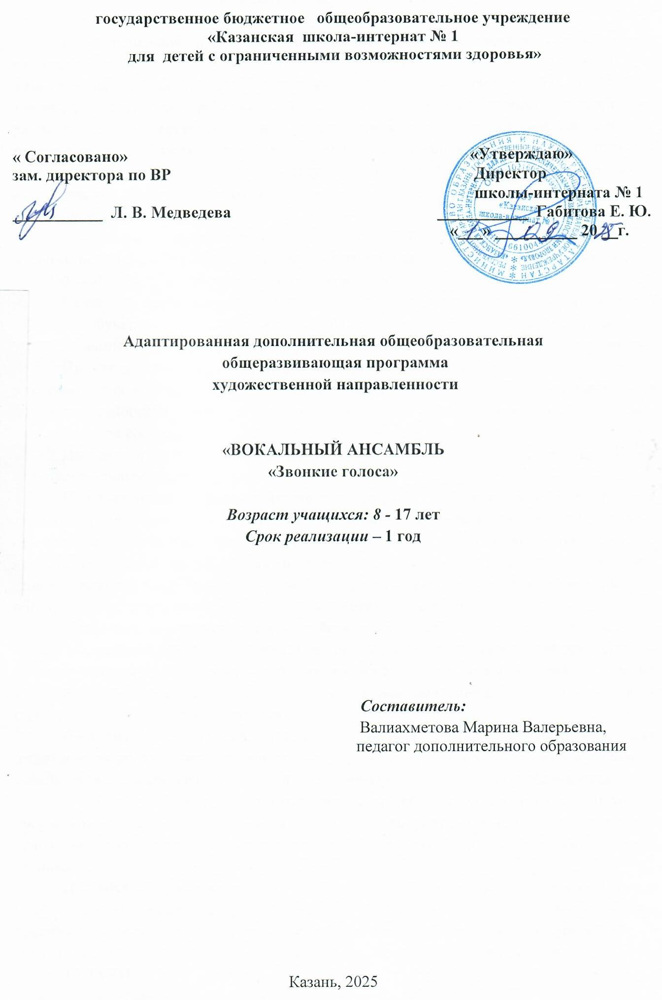 государственное бюджетное общеобразовательное учреждение
«Казанская школа-интернат № 1
для детей с ограниченными возможностями здоровья»
« Согласовано»
зам. директора по ВР
Л. В. Медведева
«Утверждаю»
Директор
школы-интерната № 1
Габитова Е. Ю.
«1» 09 2025 г.
Адаптированная дополнительная общеобразовательная
общеразвивающая программа
художественной направленности
«ВОКАЛЬНЫЙ АНСАМБЛЬ
«Звонкие голоса»
Возраст учащихся: 8 - 17 лет
Срок реализации – 1 год
Составитель:
Валиахметова Марина Валерьевна,
педагог дополнительного образования
Казань, 2025